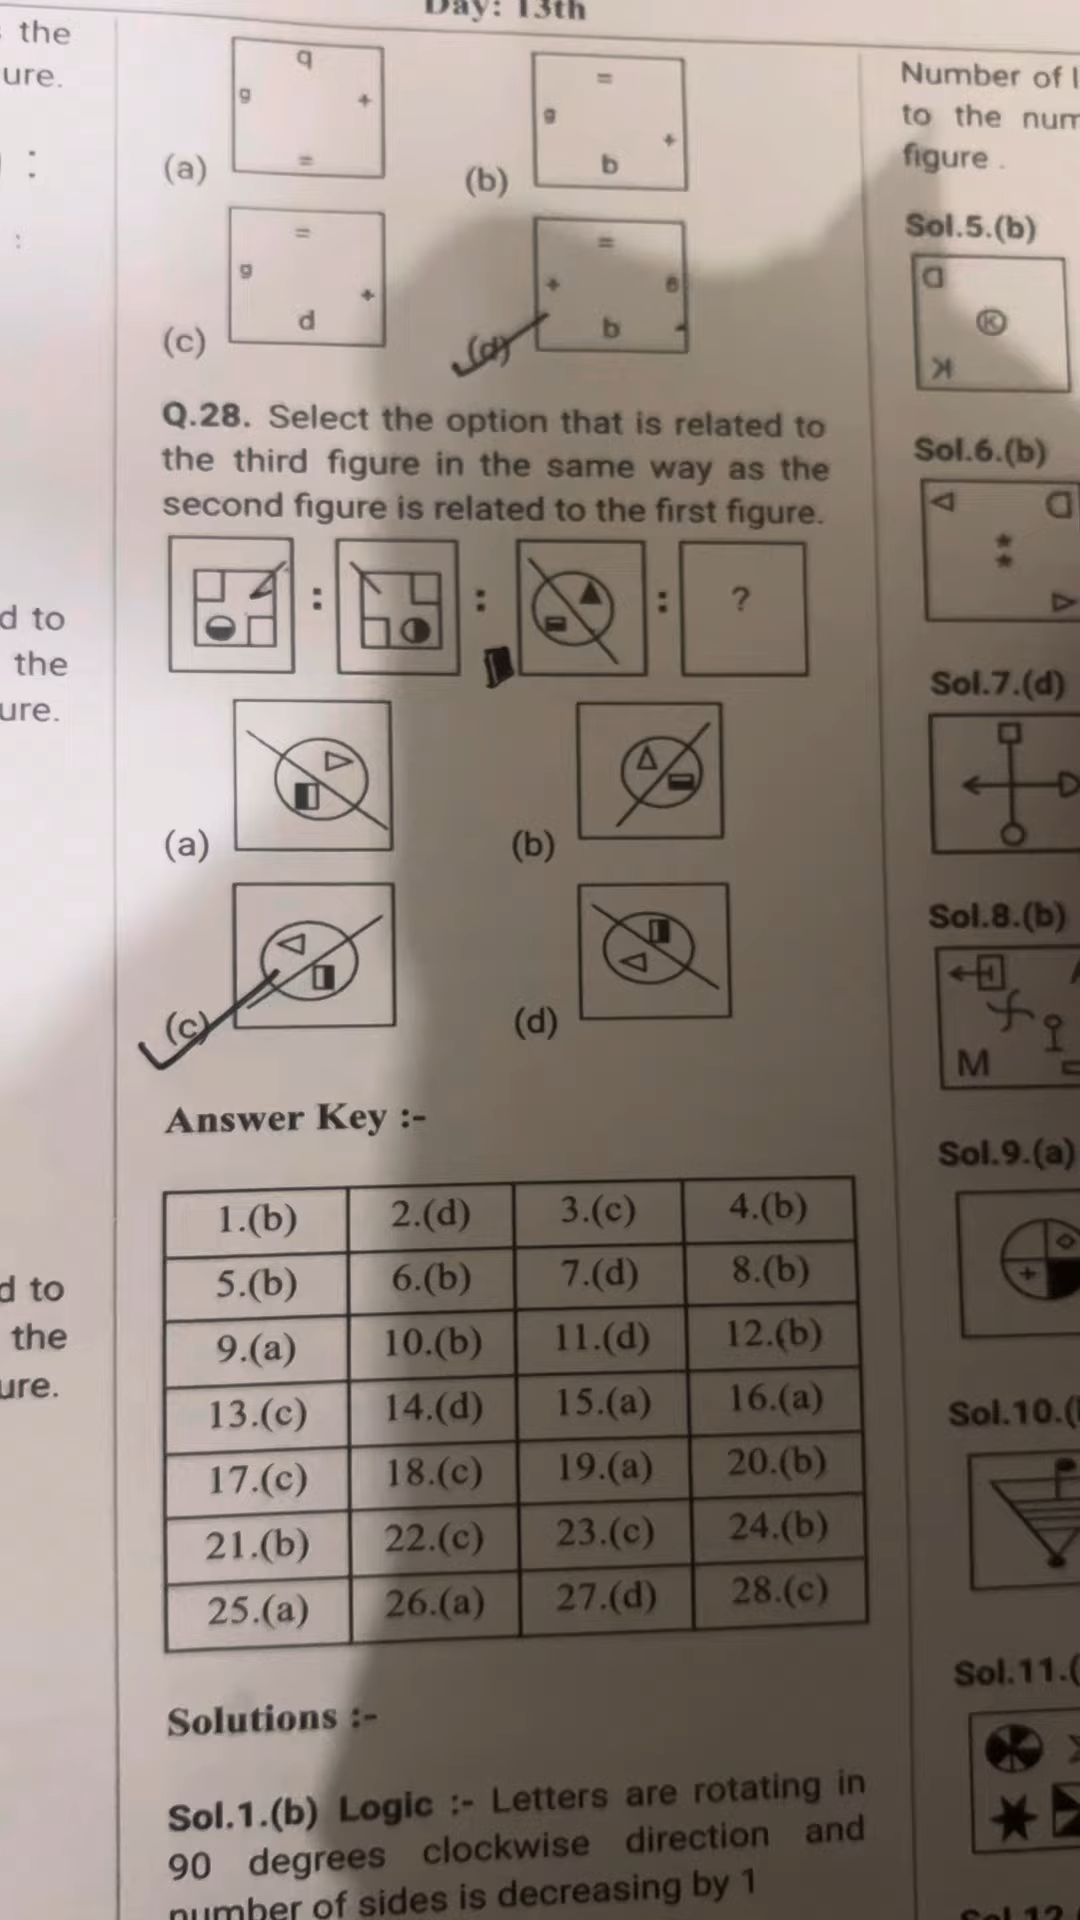 Day: 13th
the
ure.
:
:
d to
the
ure.
d to
the
ure.
q
g
+
=
(a)
=
g
+
b
(b)
=
g
+
d
(c)
=
+
b
(d)
Q.28. Select the option that is related to
the third figure in the same way as the
second figure is related to the first figure.
: : : ?
(a)
(b)
(c)
(d)
Answer Key :-
1.(b) 2.(d) 3.(c) 4.(b)
5.(b) 6.(b) 7.(d) 8.(b)
9.(a) 10.(b) 11.(d) 12.(b)
13.(c) 14.(d) 15.(a) 16.(a)
17.(c) 18.(c) 19.(a) 20.(b)
21.(b) 22.(c) 23.(c) 24.(b)
25.(a) 26.(a) 27.(d) 28.(c)
Solutions :-
Sol.1.(b) Logic :- Letters are rotating in
90 degrees clockwise direction and
number of sides is decreasing by 1
Number of
to the num
figure .
Sol.5.(b)
D
K
K
Sol.6.(b)
D
Sol.7.(d)
Sol.8.(b)
M
Sol.9.(a)
+
Sol.10.(
Sol.11.(
Sol.12.